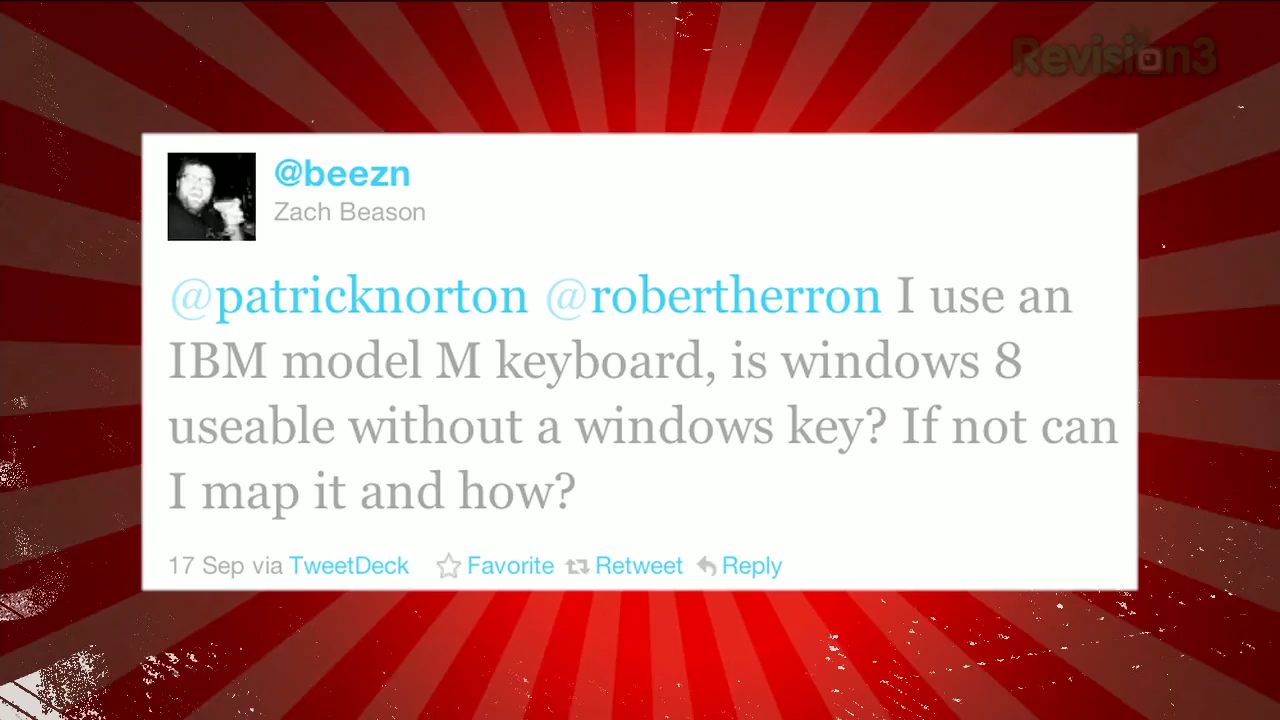 Revision3
@beezn
Zach Beason
@patricknorton @robertherron I use an
IBM model M keyboard, is windows 8
useable without a windows key? If not can
I map it and how?
17 Sep via TweetDeck Favorite Retweet Reply